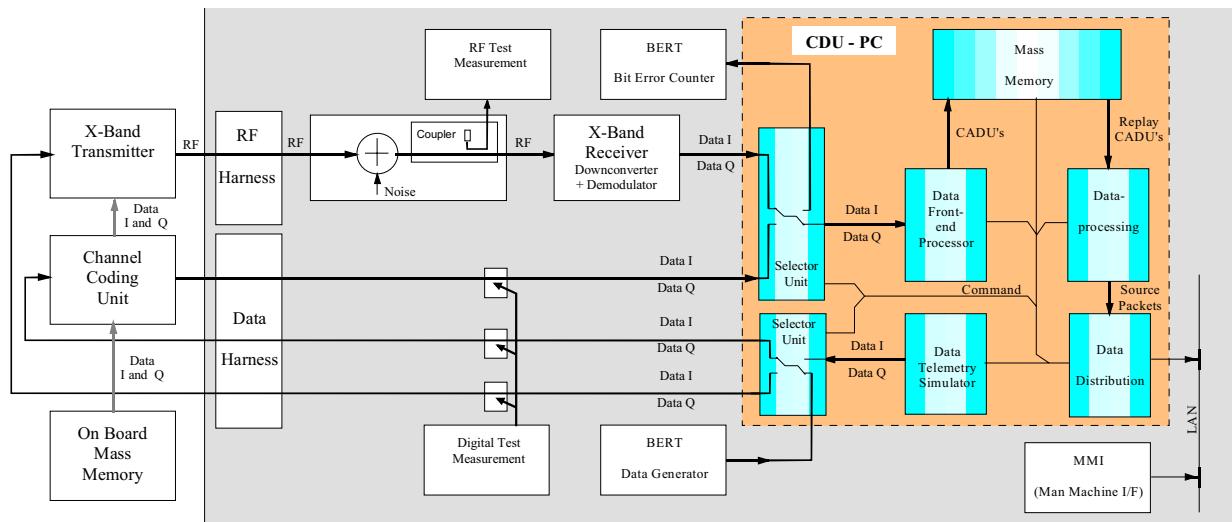 RF Test
Measurement
BERT
Bit Error Counter
CDU - PC
Mass
Memory
X-Band
Transmitter
RF
RF
Harness
RF
Coupler
Noise
RF
X-Band
Receiver
Downconverter
+ Demodulator
Data I
Data Q
CADU's
Replay
CADU's
Data
I and Q
Data I
Data Q
Data
Front-
end
Processor
Data-
processing
Channel
Coding
Unit
Data I
Data Q
Selector
Unit
Command
Source
Packets
Data
Harness
Data I
Data Q
Selector
Unit
Data I
Data Q
Data
Telemetry
Simulator
Data
Distribution
Data
I and Q
Data I
Data Q
LAN
On Board
Mass
Memory
Digital Test
Measurement
BERT
Data Generator
MMI
(Man Machine I/F)